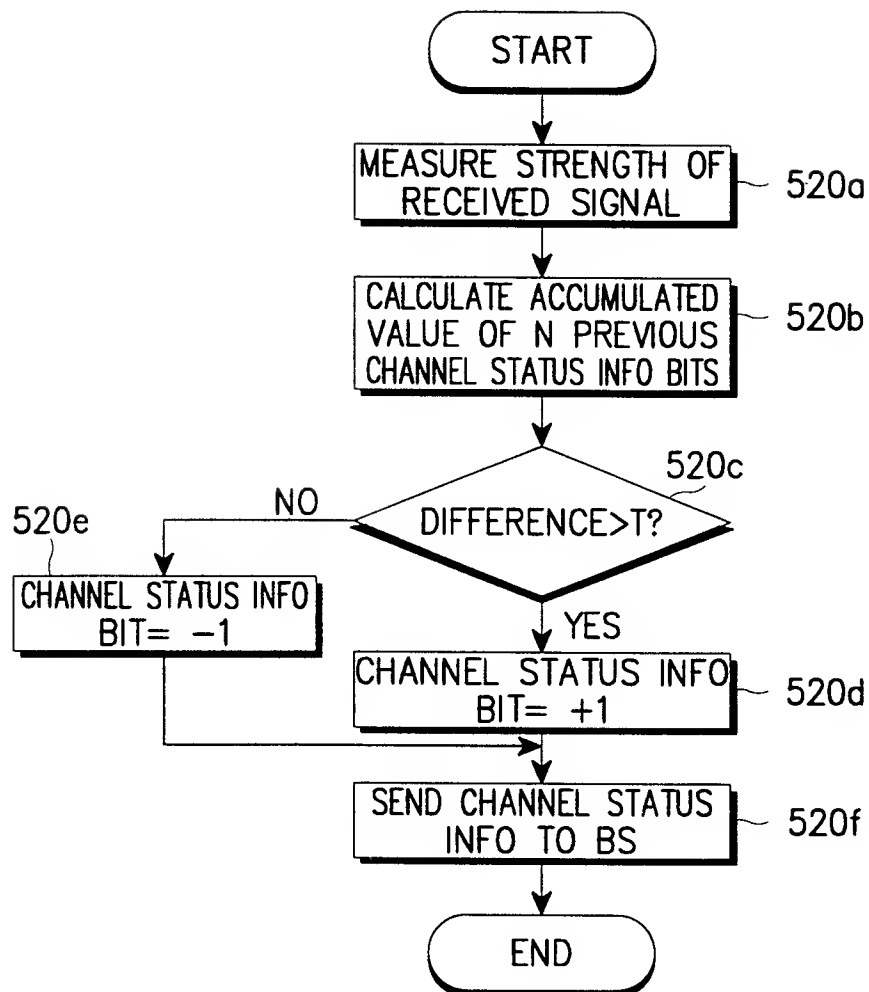 START
MEASURE STRENGTH OF
RECEIVED SIGNAL
520a
CALCULATE ACCUMULATED
VALUE OF N PREVIOUS
CHANNEL STATUS INFO BITS
520b
520c
DIFFERENCE>T?
NO
520e
CHANNEL STATUS INFO
BIT= -1
YES
CHANNEL STATUS INFO
BIT= +1
520d
SEND CHANNEL STATUS
INFO TO BS
520f
END